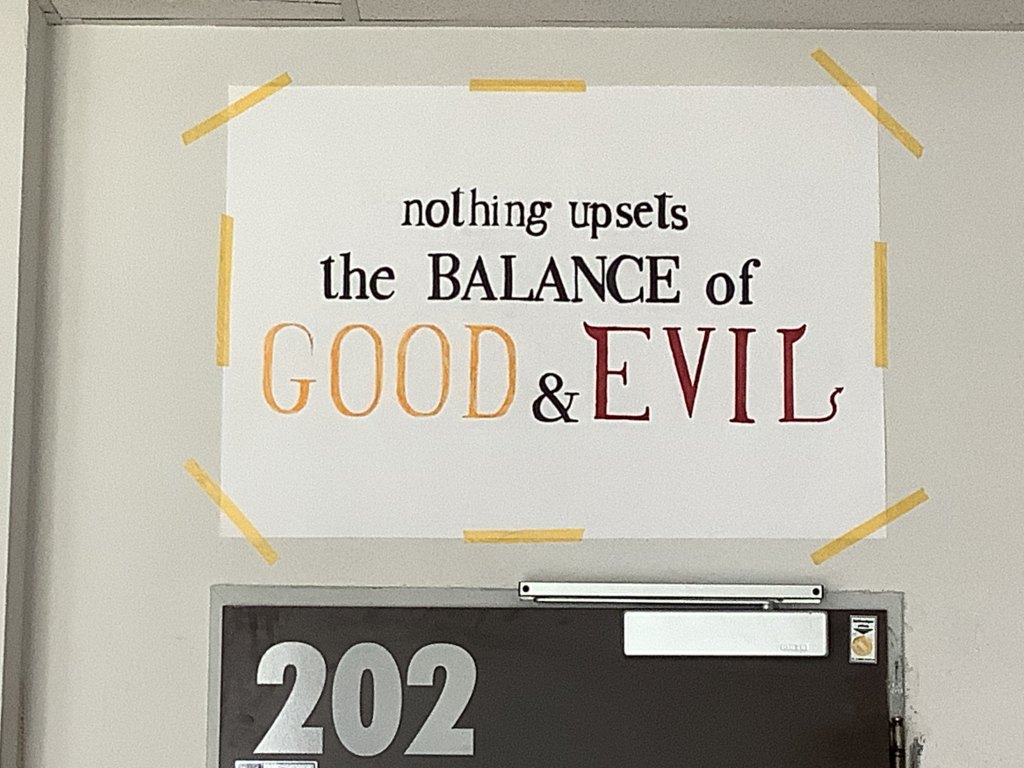 nothing upsets
the BALANCE of
GOOD & EVIL
202